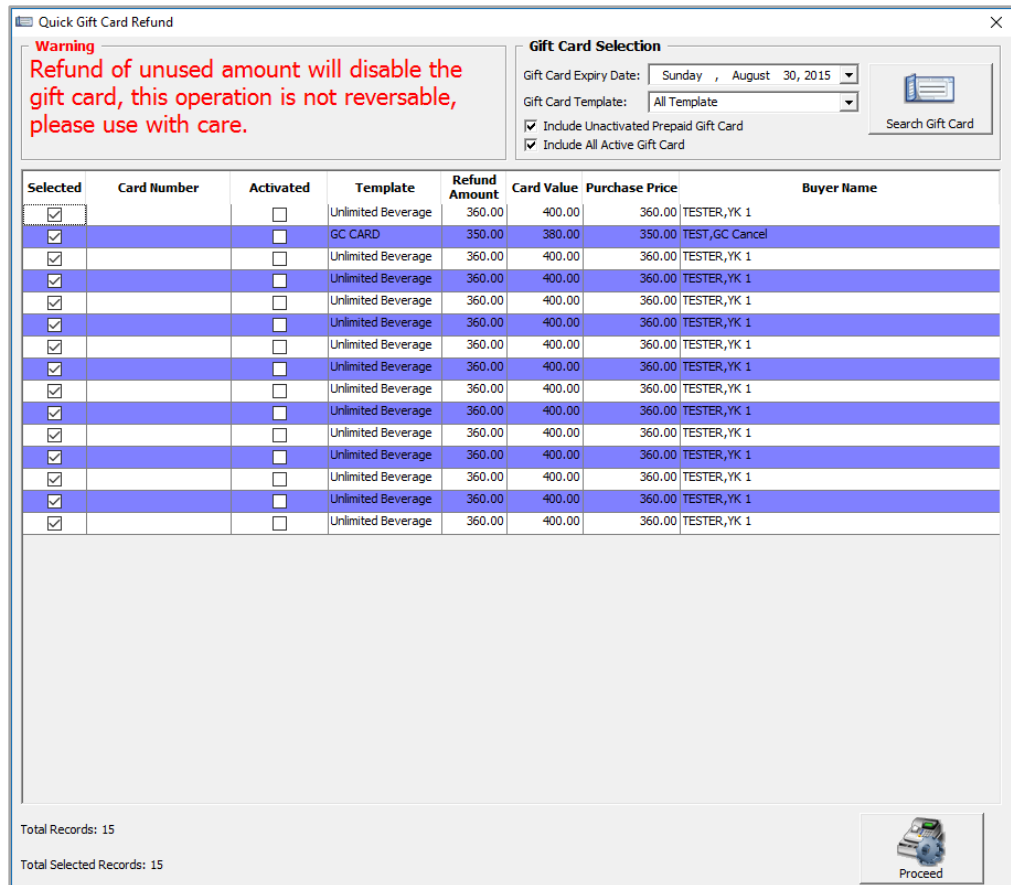 Quick Gift Card Refund
Warning
Refund of unused amount will disable the
gift card, this operation is not reversable,
please use with care.
Gift Card Selection
Gift Card Expiry Date: Sunday , August 30, 2015
Gift Card Template: All Template
Include Unactivated Prepaid Gift Card
Include All Active Gift Card
Search Gift Card
Selected Card Number Activated Template Refund Amount Card Value Purchase Price Buyer Name
Unlimited Beverage 360.00 400.00 360.00 TESTER,YK 1
GC CARD 350.00 380.00 350.00 TEST,GC Cancel
Unlimited Beverage 360.00 400.00 360.00 TESTER,YK 1
Unlimited Beverage 360.00 400.00 360.00 TESTER,YK 1
Unlimited Beverage 360.00 400.00 360.00 TESTER,YK 1
Unlimited Beverage 360.00 400.00 360.00 TESTER,YK 1
Unlimited Beverage 360.00 400.00 360.00 TESTER,YK 1
Unlimited Beverage 360.00 400.00 360.00 TESTER,YK 1
Unlimited Beverage 360.00 400.00 360.00 TESTER,YK 1
Unlimited Beverage 360.00 400.00 360.00 TESTER,YK 1
Unlimited Beverage 360.00 400.00 360.00 TESTER,YK 1
Unlimited Beverage 360.00 400.00 360.00 TESTER,YK 1
Unlimited Beverage 360.00 400.00 360.00 TESTER,YK 1
Unlimited Beverage 360.00 400.00 360.00 TESTER,YK 1
Unlimited Beverage 360.00 400.00 360.00 TESTER,YK 1
Total Records: 15
Total Selected Records: 15
Proceed